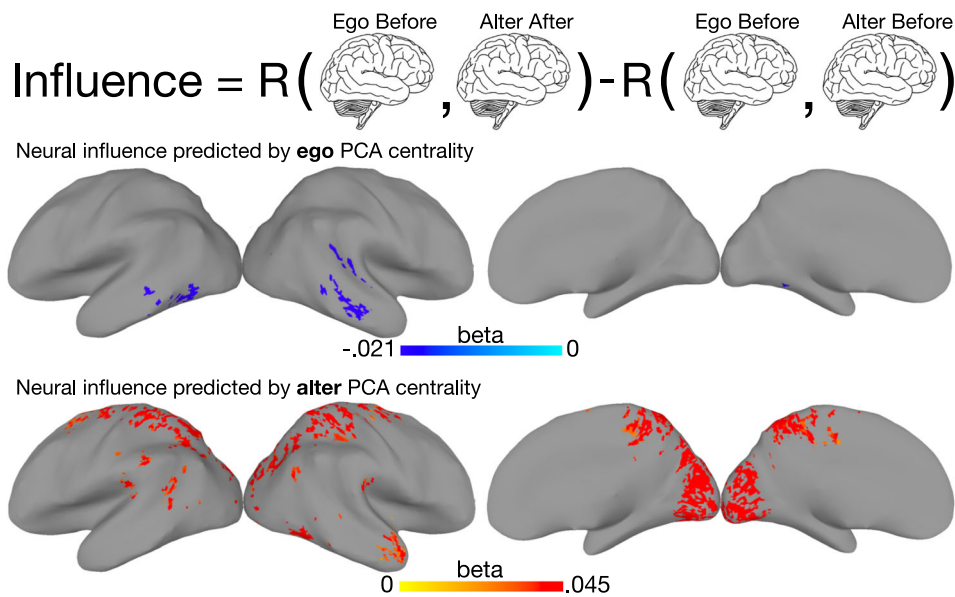 Ego Before Alter After Ego Before Alter Before
Influence = R( , )-R( , )
Neural influence predicted by ego PCA centrality
beta
-.021 0
Neural influence predicted by alter PCA centrality
beta
0 .045